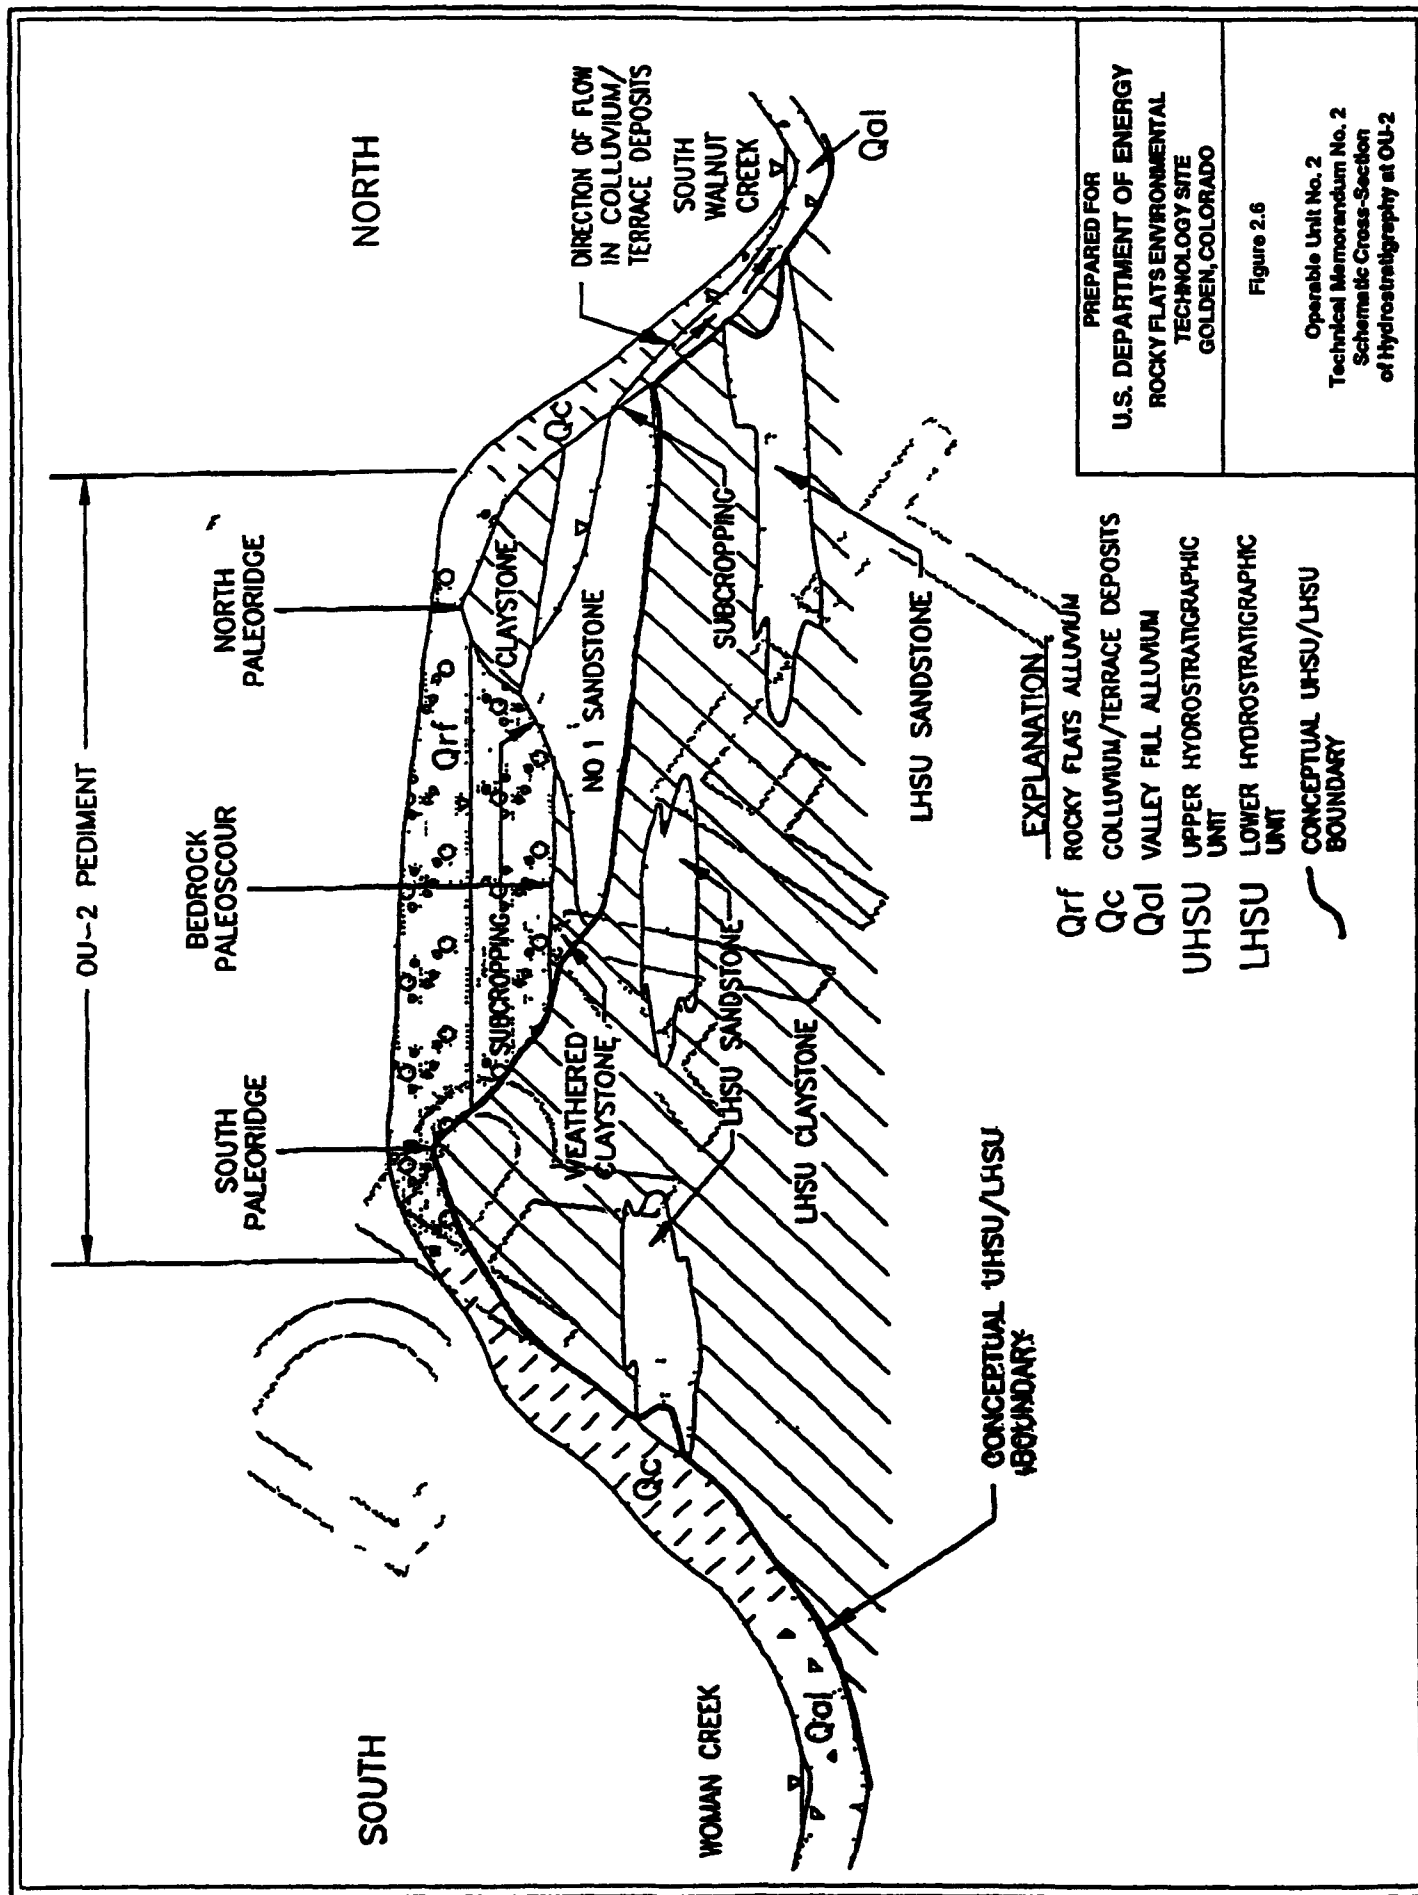 SOUTH
NORTH
OU-2 PEDIMENT
SOUTH
PALEORIDGE
BEDROCK
PALEOSCOUR
NORTH
PALEORIDGE
DIRECTION OF FLOW
IN COLLUVIUM/
TERRACE DEPOSITS
SOUTH
WALNUT
CREEK
Qal
Qrf
Qc
CLAYSTONE
SUBCROPPING
NO 1 SANDSTONE
WEATHERED
CLAYSTONE
SUBCROPPING
LHSU SANDSTONE
LHSU CLAYSTONE
LHSU SANDSTONE
Qc
WOMAN CREEK
Qal
CONCEPTUAL UHSU/LHSU
BOUNDARY
EXPLANATION
Qrf ROCKY FLATS ALLUVIUM
Qc COLLUVIUM/TERRACE DEPOSITS
Qal VALLEY FILL ALLUVIUM
UHSU UPPER HYDROSTRATIGRAPHIC
UNIT
LHSU LOWER HYDROSTRATIGRAPHIC
UNIT
CONCEPTUAL UHSU/LHSU
BOUNDARY
PREPARED FOR
U.S. DEPARTMENT OF ENERGY
ROCKY FLATS ENVIRONMENTAL
TECHNOLOGY SITE
GOLDEN, COLORADO
Figure 2.6
Operable Unit No. 2
Technical Memorandum No. 2
Schematic Cross-Section
of Hydrostratigraphy at OU-2